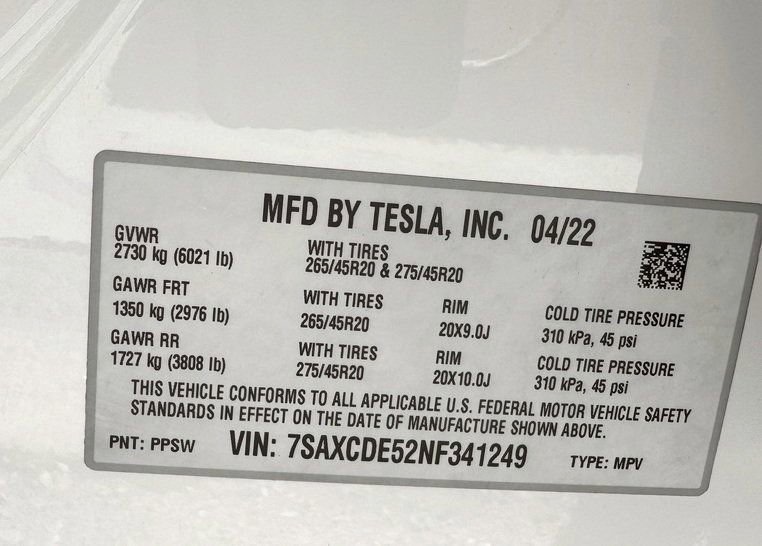 MFD BY TESLA, INC. 04/22
GVWR
2730 kg (6021 lb)
WITH TIRES
265/45R20 & 275/45R20
GAWR FRT
1350 kg (2976 lb)
WITH TIRES
265/45R20
RIM
20X9.0J
COLD TIRE PRESSURE
310 kPa, 45 psi
GAWR RR
1727 kg (3808 lb)
WITH TIRES
275/45R20
RIM
20X10.0J
COLD TIRE PRESSURE
310 kPa, 45 psi
THIS VEHICLE CONFORMS TO ALL APPLICABLE U.S. FEDERAL MOTOR VEHICLE SAFETY
STANDARDS IN EFFECT ON THE DATE OF MANUFACTURE SHOWN ABOVE.
PNT: PPSW VIN: 7SAXCDE52NF341249 TYPE: MPV